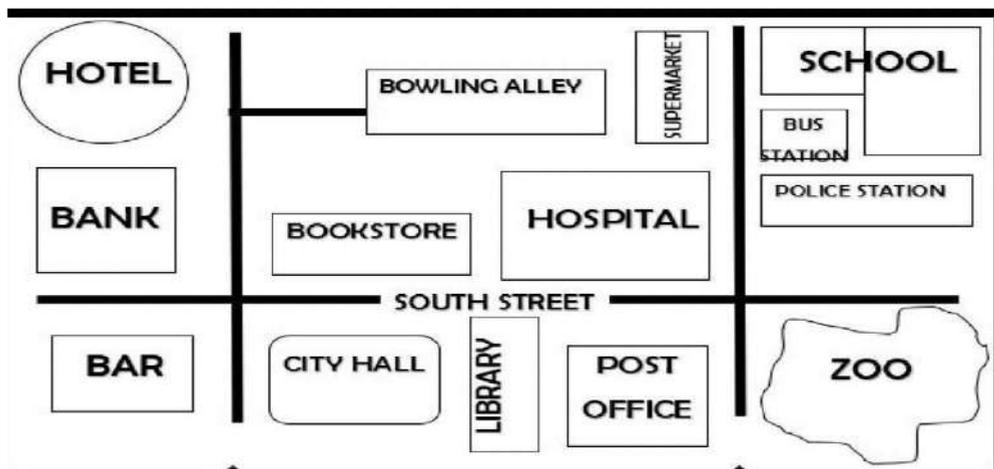 HOTEL
BOWLING ALLEY
SUPERMARKET
SCHOOL
BUS
STATION
POLICE STATION
BANK
BOOKSTORE
HOSPITAL
SOUTH STREET
BAR
CITY HALL
LIBRARY
POST
OFFICE
ZOO